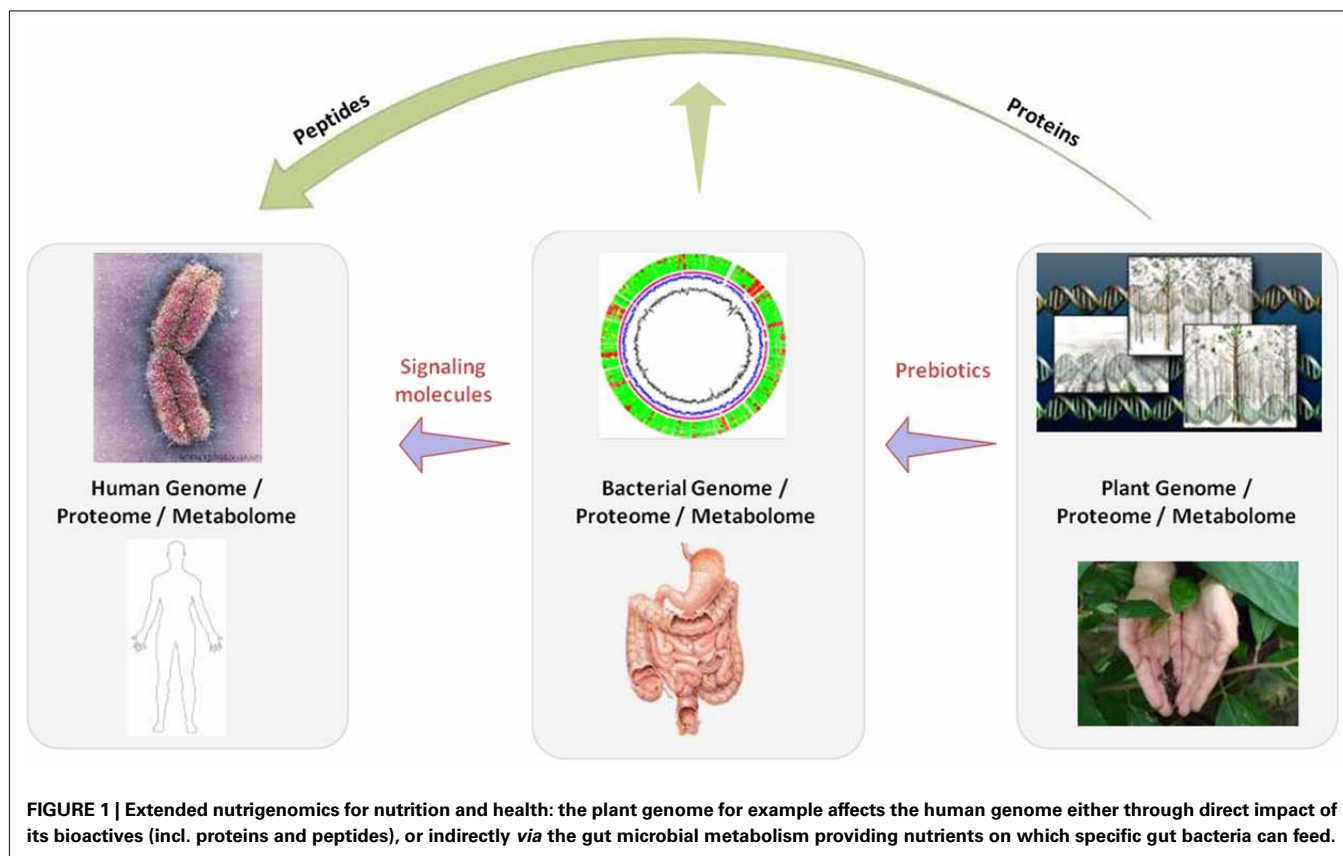 Peptides
Proteins
Signaling
molecules
Prebiotics
Human Genome /
Proteome / Metabolome
Bacterial Genome /
Proteome / Metabolome
Plant Genome /
Proteome / Metabolome
FIGURE 1 | Extended nutrigenomics for nutrition and health: the plant genome for example affects the human genome either through direct impact of
its bioactives (incl. proteins and peptides), or indirectly via the gut microbial metabolism providing nutrients on which specific gut bacteria can feed.